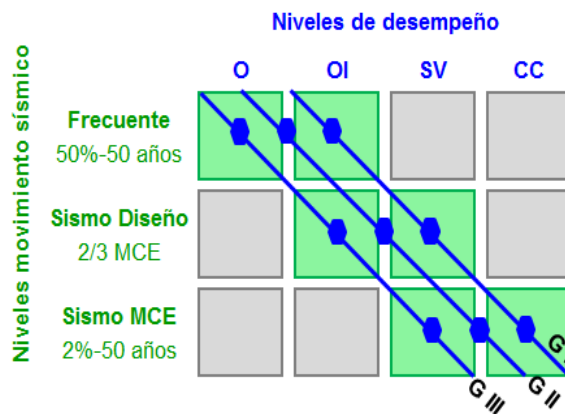 Niveles de desempeño
O OI SV CC
Niveles movimiento sísmico
Frecuente
50%-50 años
Sismo Diseño
2/3 MCE
Sismo MCE
2%-50 años
G III
G II
G